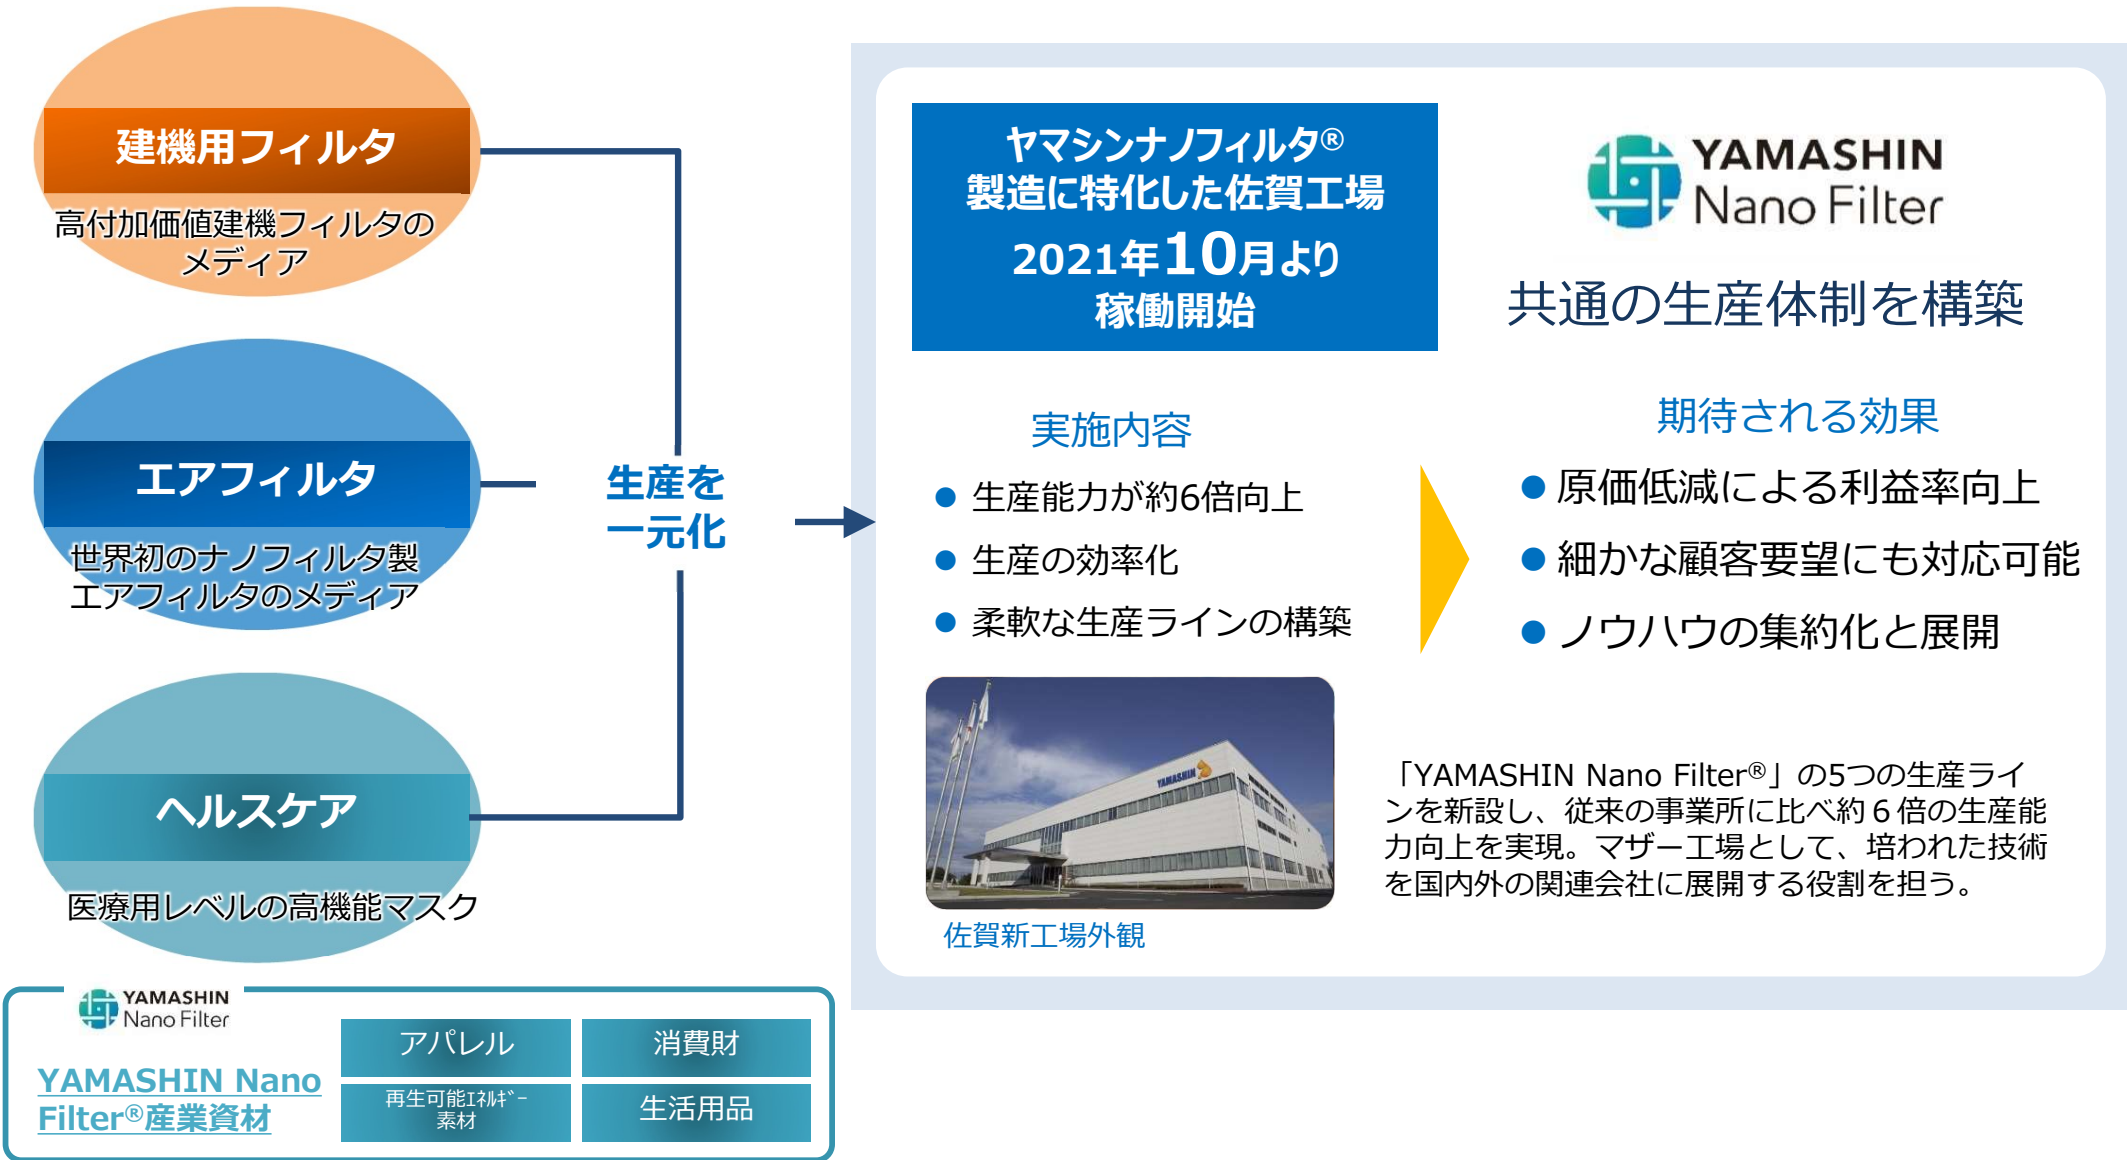 建機用フィルタ
高付加価値建機フィルタの
メディア
エアフィルタ
世界初のナノフィルタ製
エアフィルタのメディア
ヘルスケア
医療用レベルの高機能マスク
生産を
一元化
YAMASHIN
Nano Filter
YAMASHIN Nano
Filter®産業資材
アパレル
消費財
再生可能ｴﾈﾙｷﾞｰ
素材
生活用品
ヤマシンナノフィルタ®
製造に特化した佐賀工場
2021年10月より
稼働開始
YAMASHIN
Nano Filter
共通の生産体制を構築
実施内容
● 生産能力が約6倍向上
● 生産の効率化
● 柔軟な生産ラインの構築
期待される効果
● 原価低減による利益率向上
● 細かな顧客要望にも対応可能
● ノウハウの集約化と展開
YAMASHIN
佐賀新工場外観
「YAMASHIN Nano Filter®」の5つの生産ライ
ンを新設し、従来の事業所に比べ約６倍の生産能
力向上を実現。マザー工場として、培われた技術
を国内外の関連会社に展開する役割を担う。